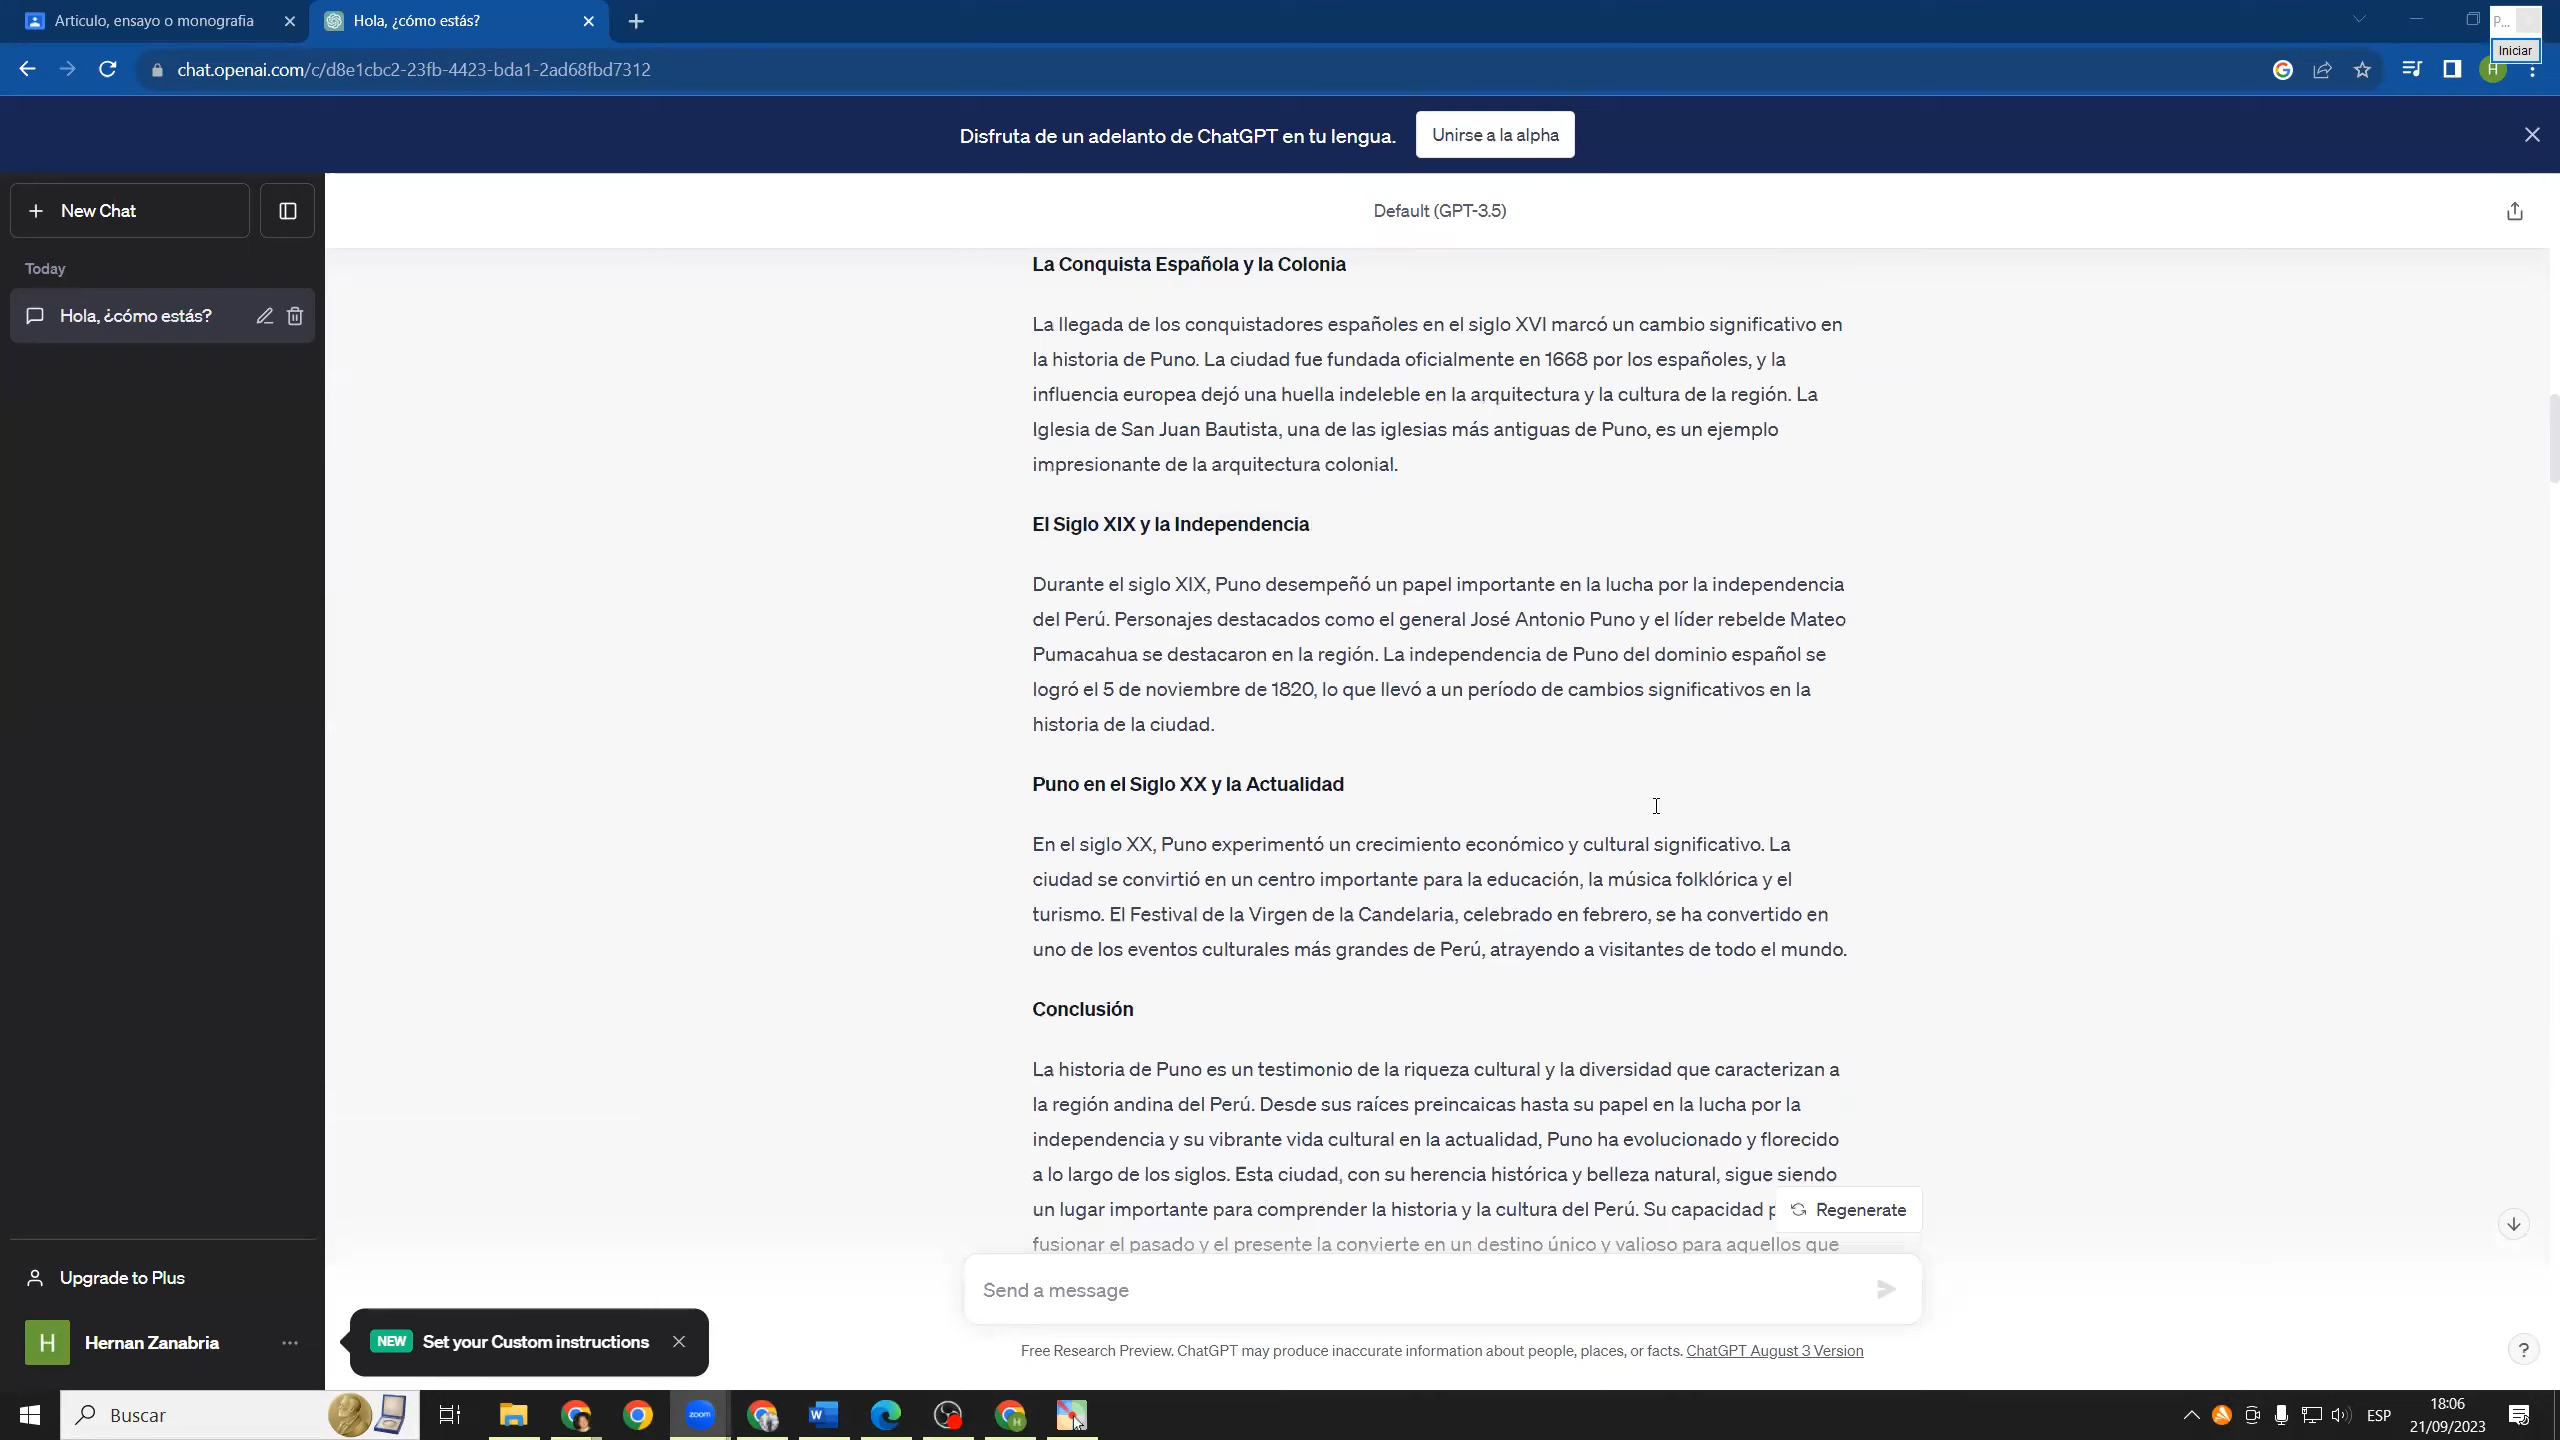 Articulo, ensayo o monografia
Hola, ¿cómo estás?
P...
Iniciar
chat.openai.com/c/d8e1cbc2-23fb-4423-bda1-2ad68fbd7312
H
Disfruta de un adelanto de ChatGPT en tu lengua.
Unirse a la alpha
New Chat
Default (GPT-3.5)
Today
Hola, ¿cómo estás?
La Conquista Española y la Colonia
La llegada de los conquistadores españoles en el siglo XVI marcó un cambio significativo en
la historia de Puno. La ciudad fue fundada oficialmente en 1668 por los españoles, y la
influencia europea dejó una huella indeleble en la arquitectura y la cultura de la región. La
Iglesia de San Juan Bautista, una de las iglesias más antiguas de Puno, es un ejemplo
impresionante de la arquitectura colonial.
El Siglo XIX y la Independencia
Durante el siglo XIX, Puno desempeñó un papel importante en la lucha por la independencia
del Perú. Personajes destacados como el general José Antonio Puno y el líder rebelde Mateo
Pumacahua se destacaron en la región. La independencia de Puno del dominio español se
logró el 5 de noviembre de 1820, lo que llevó a un período de cambios significativos en la
historia de la ciudad.
Puno en el Siglo XX y la Actualidad
En el siglo XX, Puno experimentó un crecimiento económico y cultural significativo. La
ciudad se convirtió en un centro importante para la educación, la música folklórica y el
turismo. El Festival de la Virgen de la Candelaria, celebrado en febrero, se ha convertido en
uno de los eventos culturales más grandes de Perú, atrayendo a visitantes de todo el mundo.
Conclusión
La historia de Puno es un testimonio de la riqueza cultural y la diversidad que caracterizan a
la región andina del Perú. Desde sus raíces preincaicas hasta su papel en la lucha por la
independencia y su vibrante vida cultural en la actualidad, Puno ha evolucionado y florecido
a lo largo de los siglos. Esta ciudad, con su herencia histórica y belleza natural, sigue siendo
un lugar importante para comprender la historia y la cultura del Perú. Su capacidad p
Regenerate
fusionar el pasado y el presente la convierte en un destino único y valioso para aquellos que
Upgrade to Plus
Send a message
H
Hernan Zanabria
NEW Set your Custom instructions
Free Research Preview. ChatGPT may produce inaccurate information about people, places, or facts. ChatGPT August 3 Version
?
Buscar
zoom
W
H
ESP
18:06
21/09/2023